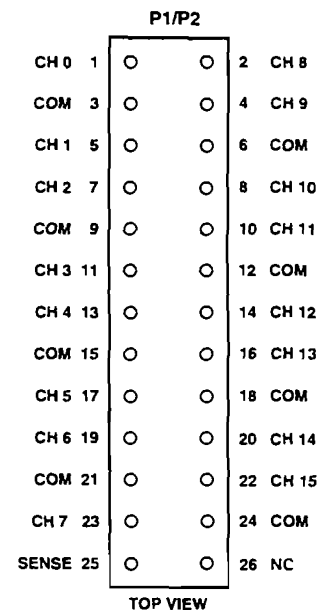 P1/P2
CH 0 1 2 CH 8
COM 3 4 CH 9
CH 1 5 6 COM
CH 2 7 8 CH 10
COM 9 10 CH 11
CH 3 11 12 COM
CH 4 13 14 CH 12
COM 15 16 CH 13
CH 5 17 18 COM
CH 6 19 20 CH 14
COM 21 22 CH 15
CH 7 23 24 COM
SENSE 25 26 NC
TOP VIEW